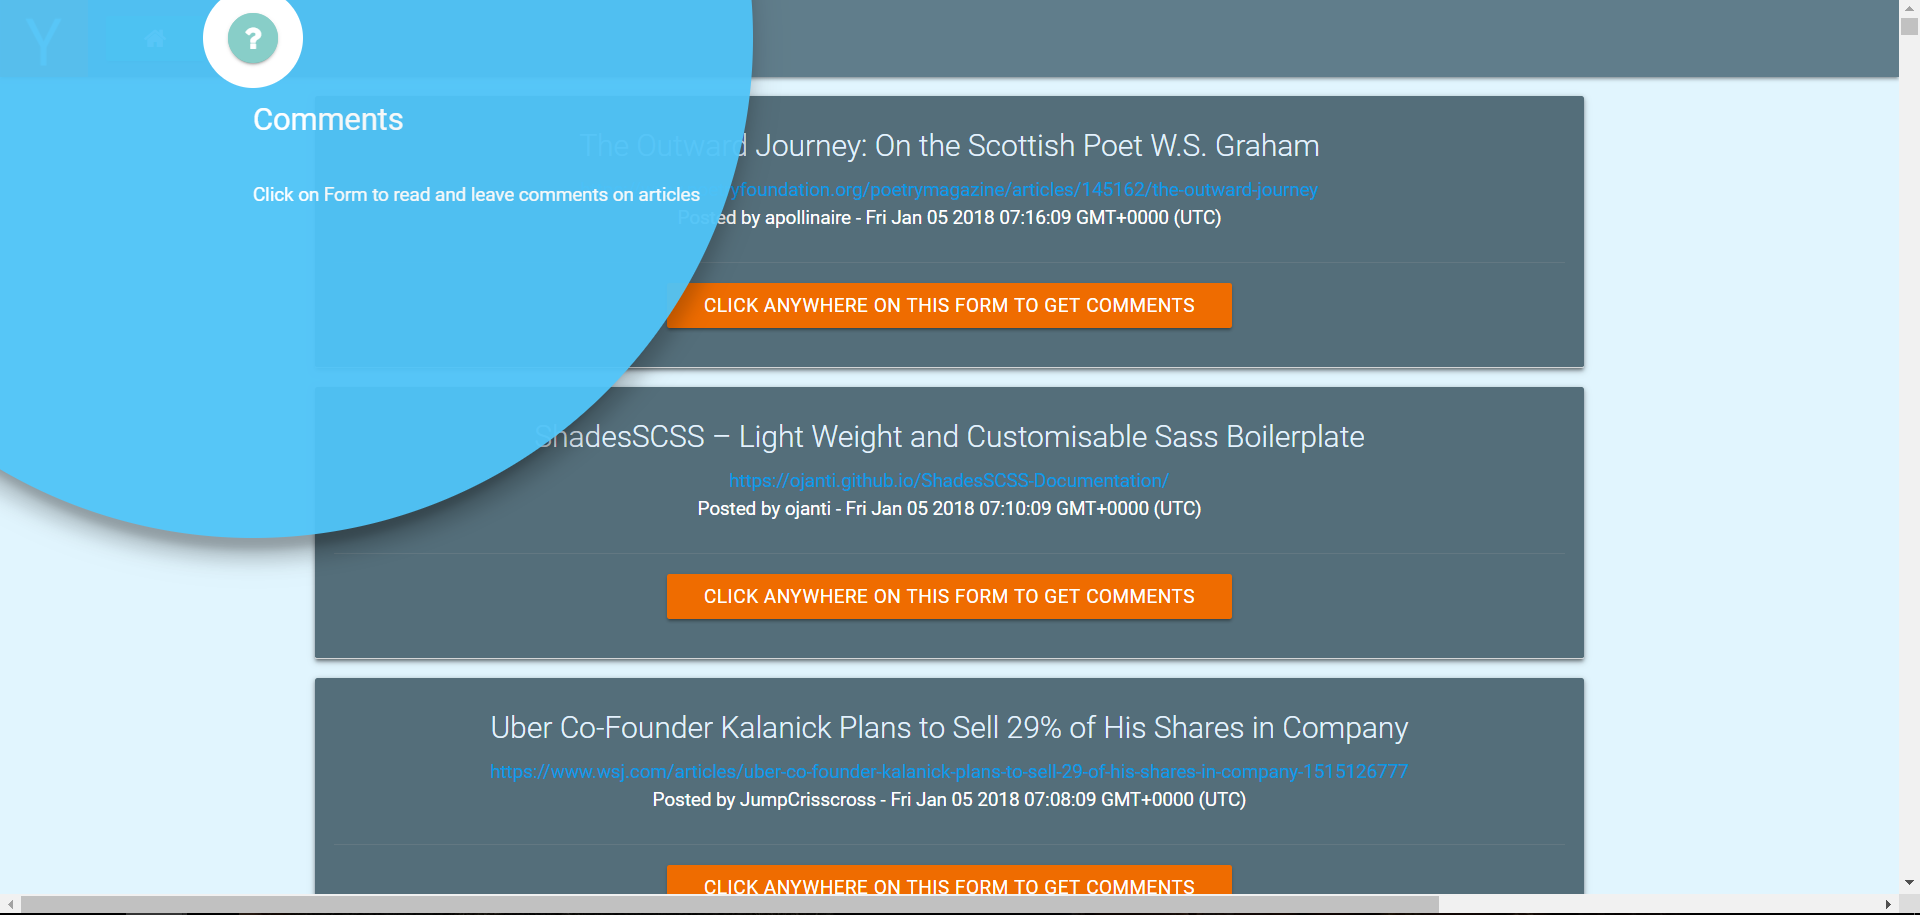 Y
?
Comments
Click on Form to read and leave comments on articles
The Outward Journey: On the Scottish Poet W.S. Graham
yfoundation.org/poetrymagazine/articles/145162/the-outward-journey
Posted by apollinaire - Fri Jan 05 2018 07:16:09 GMT+0000 (UTC)
CLICK ANYWHERE ON THIS FORM TO GET COMMENTS
ShadesSCSS – Light Weight and Customisable Sass Boilerplate
https://ojanti.github.io/ShadesSCSS-Documentation/
Posted by ojanti - Fri Jan 05 2018 07:10:09 GMT+0000 (UTC)
CLICK ANYWHERE ON THIS FORM TO GET COMMENTS
Uber Co-Founder Kalanick Plans to Sell 29% of His Shares in Company
https://www.wsj.com/articles/uber-co-founder-kalanick-plans-to-sell-29-of-his-shares-in-company-1515126777
Posted by JumpCrisscross - Fri Jan 05 2018 07:08:09 GMT+0000 (UTC)
CLICK ANYWHERE ON THIS FORM TO GET COMMENTS